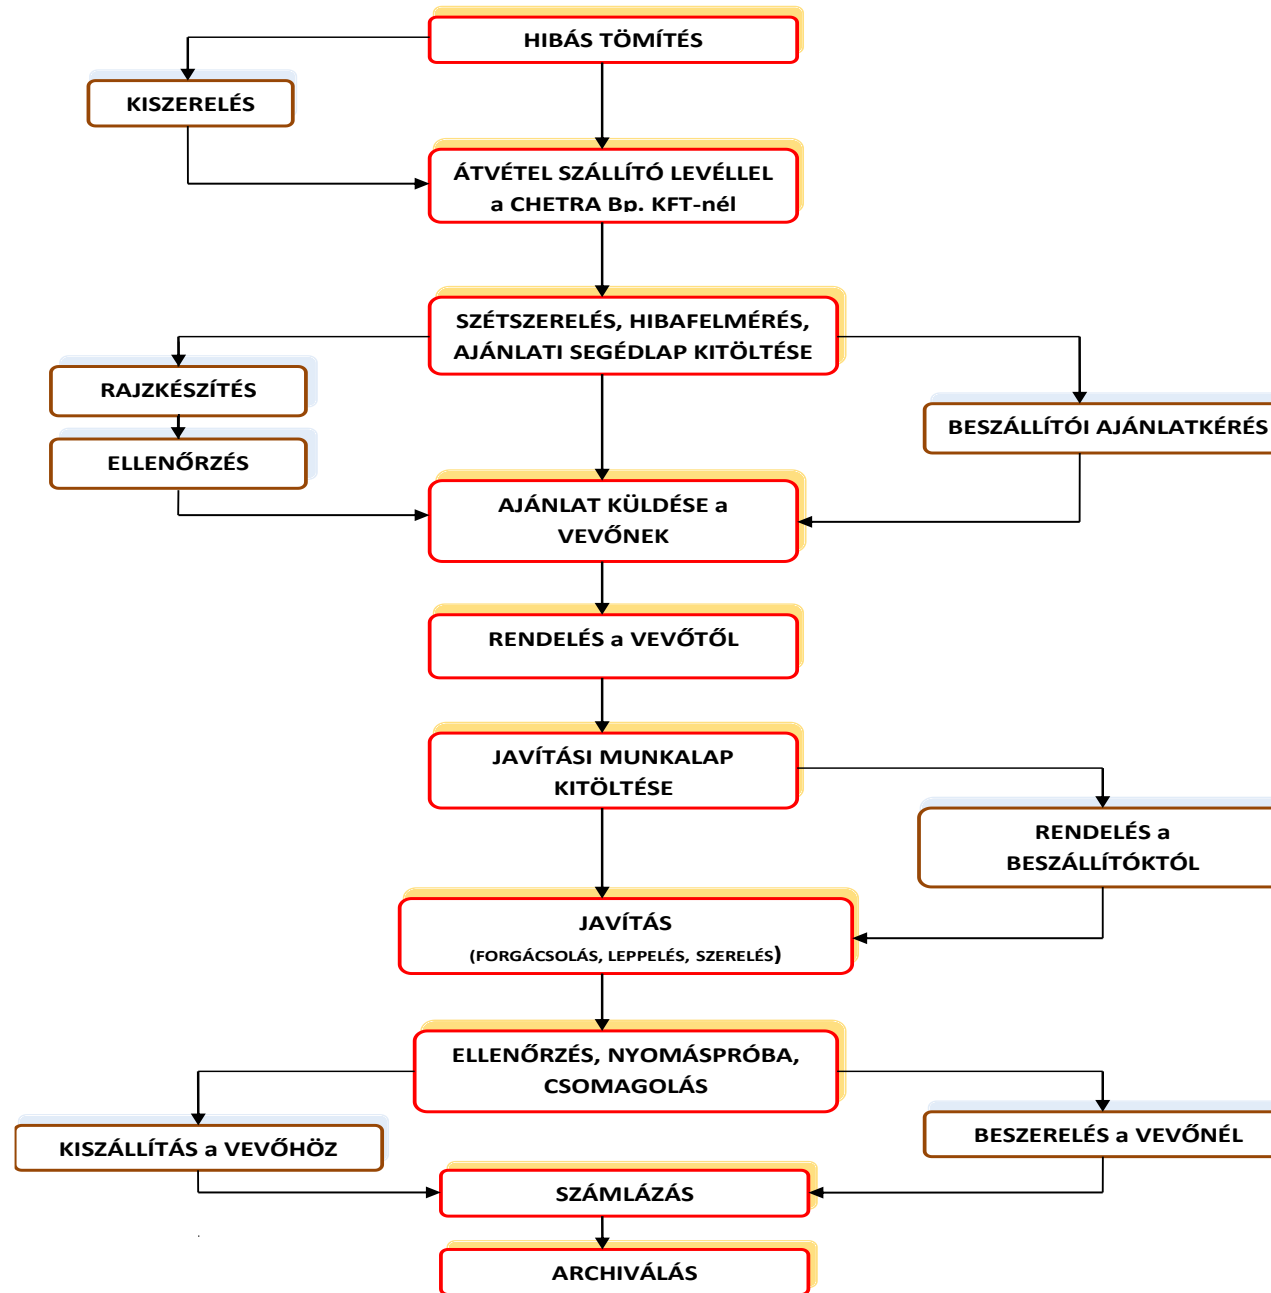 HIBÁS TÖMÍTÉS
KISZERELÉS
ÁTVÉTEL SZÁLLÍTÓ LEVÉLLEL
a CHETRA Bp. KFT-nél
SZÉTSZERELÉS, HIBAFELMÉRÉS,
AJÁNLATI SEGÉDLAP KITÖLTÉSE
RAJZKÉSZÍTÉS
ELLENŐRZÉS
BESZÁLLÍTÓI AJÁNLATKÉRÉS
AJÁNLAT KÜLDÉSE a
VEVŐNEK
RENDELÉS a VEVŐTŐL
JAVÍTÁSI MUNKALAP
KITÖLTÉSE
RENDELÉS a
BESZÁLLÍTÓKTÓL
JAVÍTÁS
(FORGÁCSOLÁS, LEPPELÉS, SZERELÉS)
ELLENŐRZÉS, NYOMÁSPRÓBA,
CSOMAGOLÁS
KISZÁLLÍTÁS a VEVŐHÖZ
BESZERELÉS a VEVŐNÉL
SZÁMLÁZÁS
ARCHIVÁLÁS